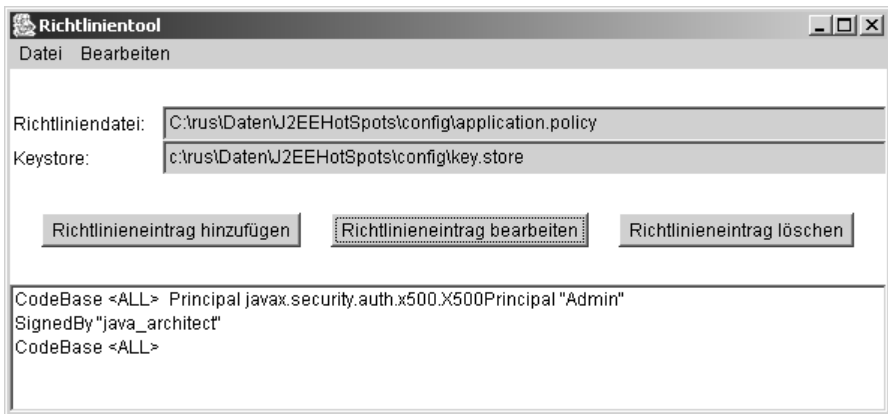 Richtlinientool
Datei Bearbeiten
Richtliniendatei: C:\rus\Daten\J2EEHotSpots\config\application.policy
Keystore: c:\rus\Daten\J2EEHotSpots\config\key.store
Richtlinieneintrag hinzufügen Richtlinieneintrag bearbeiten Richtlinieneintrag löschen
CodeBase <ALL> Principal javax.security.auth.x500.X500Principal "Admin"
SignedBy "java_architect"
CodeBase <ALL>